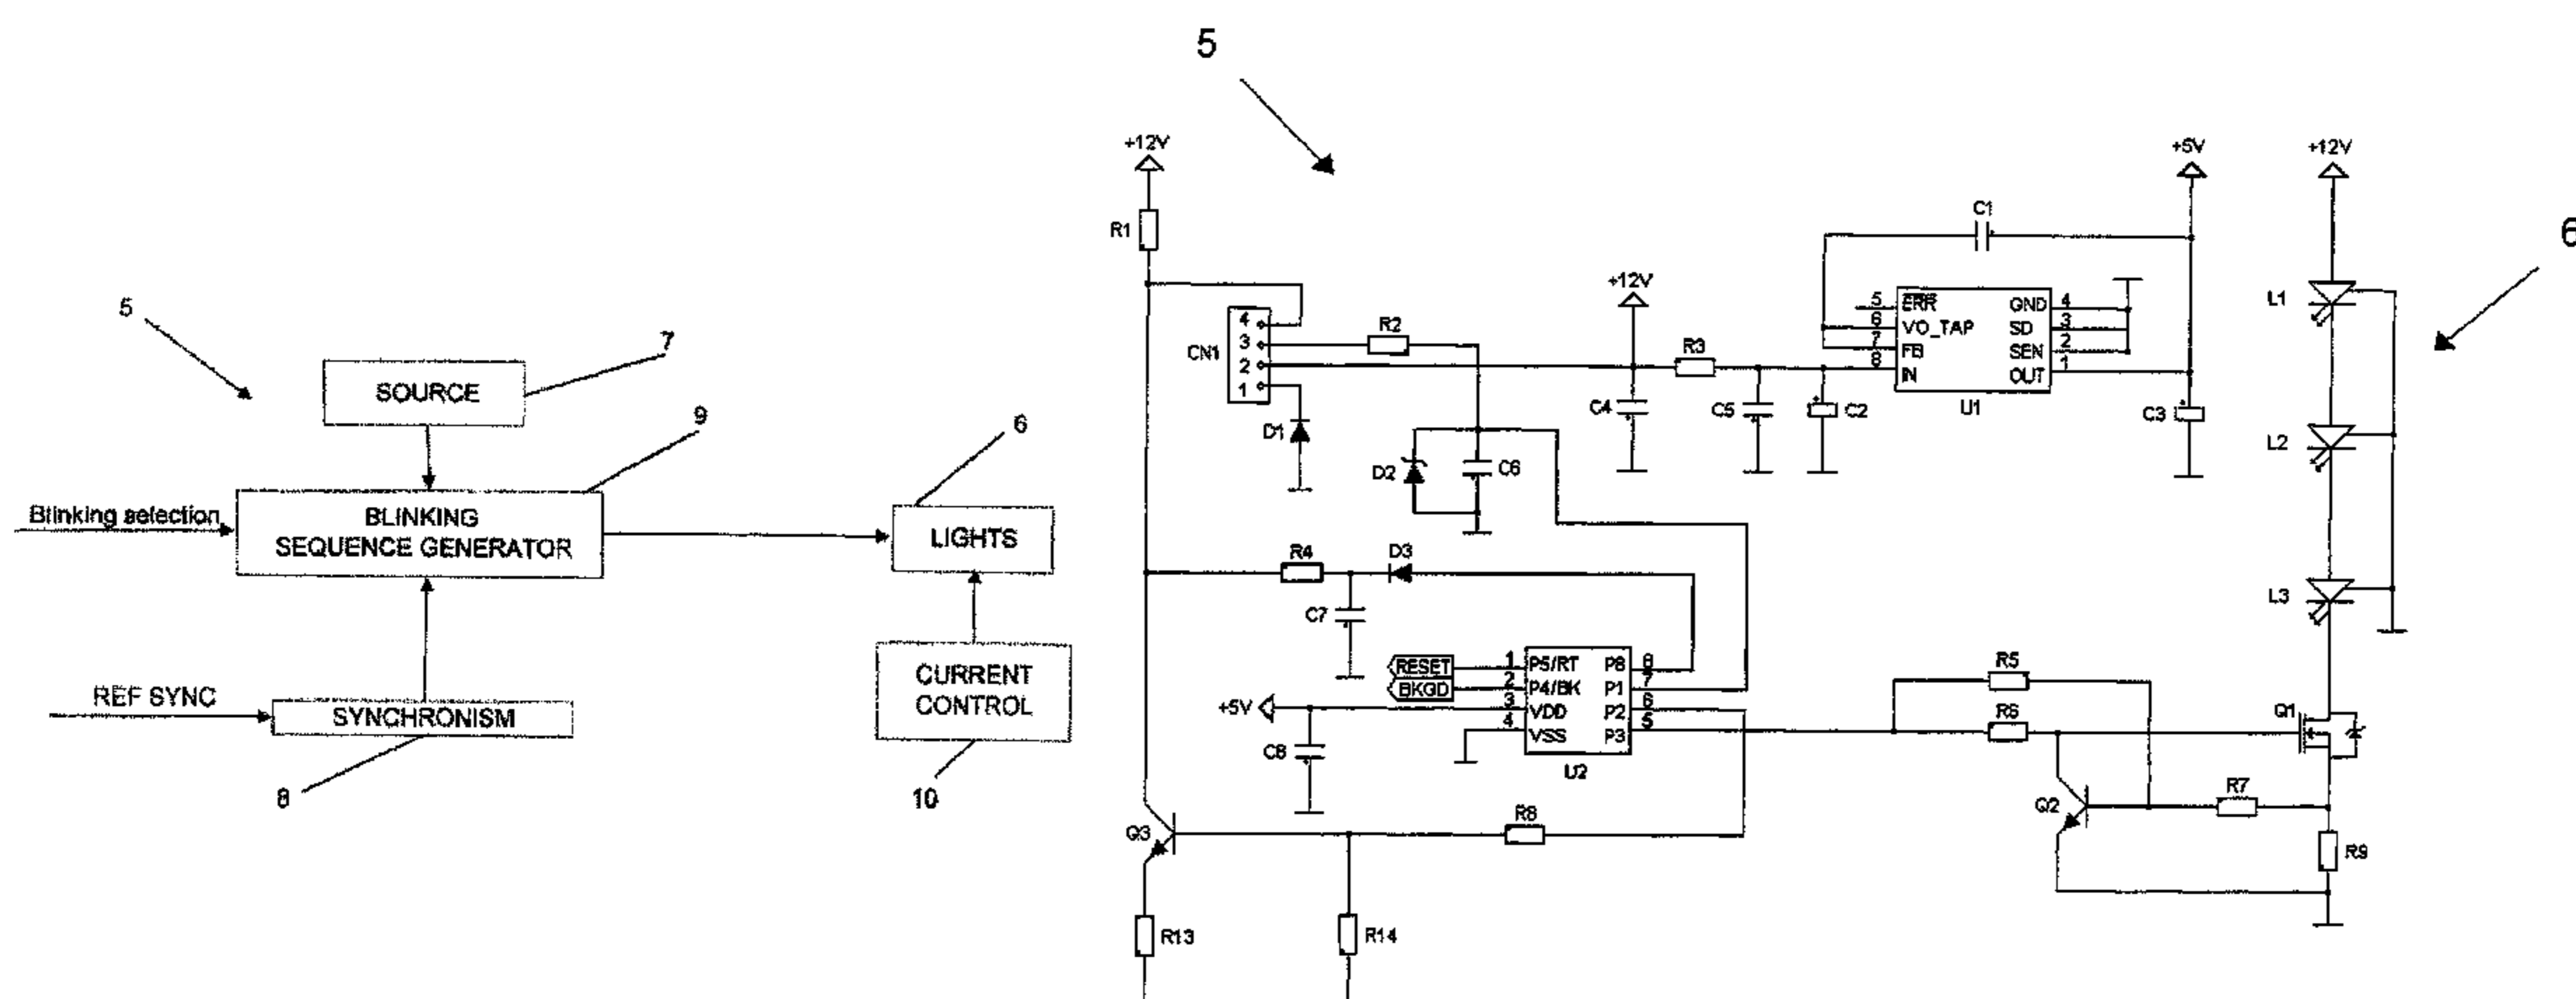 5
7
SOURCE
9
Blinking selection
BLINKING
SEQUENCE GENERATOR
6
LIGHTS
REF SYNC
SYNCHRONISM
8
CURRENT
CONTROL
10
5
+12V
R1
CN1
4
3
2
1
R2
D1
D2
C6
+12V
R3
C4
C5
C2
C1
5 ERR
6 VO_TAP
7 FB
8 IN
GND 4
SD 3
SEN 2
OUT 1
U1
+5V
C3
+12V
L1
L2
L3
6
R4
D3
C7
RESET
BKGD
+5V
C8
1 P5/RT
2 P4/BK
3 VDD
4 VSS
P1 7
P2 6
P3 5
U2
R5
R6
Q1
Q2
R7
R9
Q3
R13
R14